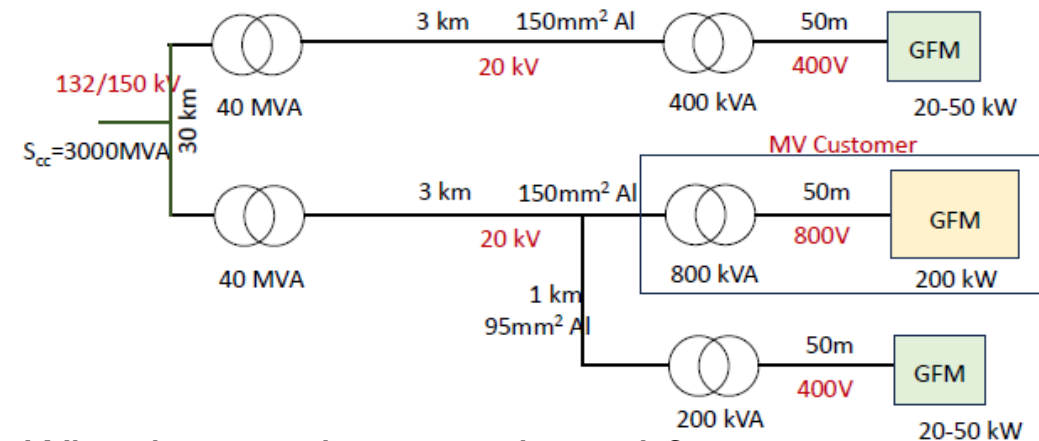 3 km 150mm² Al 50m
GFM
132/150 kV
20 kV
400V
40 MVA
30 km
400 kVA
20-50 kW
S_cc=3000MVA
MV Customer
3 km 150mm² Al 50m
GFM
20 kV
800V
40 MVA
800 kVA
200 kW
1 km
95mm² Al
50m
GFM
400V
200 kVA
20-50 kW